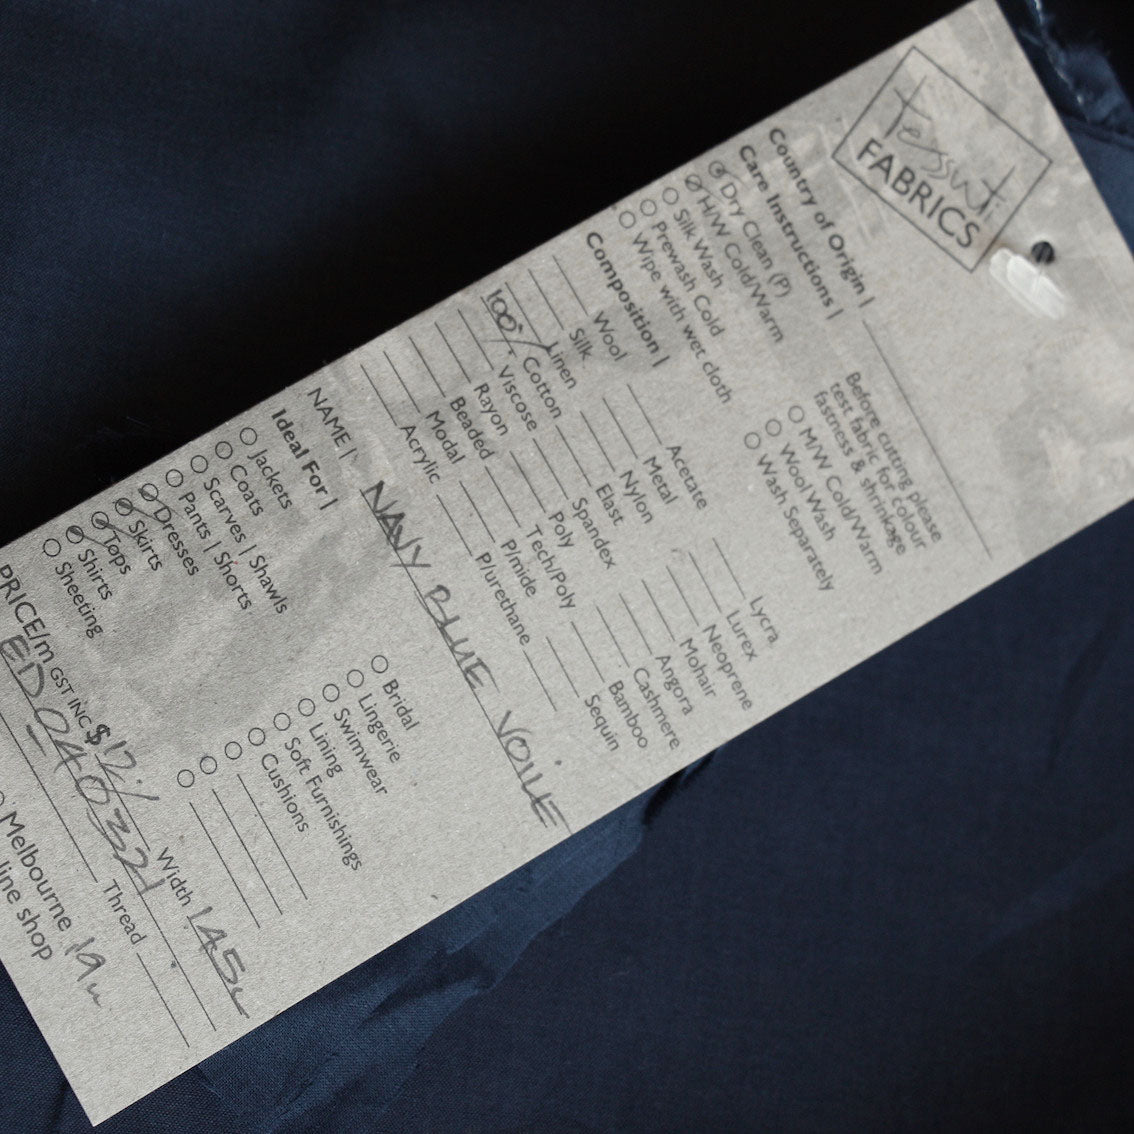 Tessuti
FABRICS
Country of Origin |
Care Instructions |
Dry Clean (P)
H/W Cold/Warm
Silk Wash
Prewash Cold
Wipe with wet cloth
Before cutting please
test fabric for colour
fastness & shrinkage
M/W Cold/Warm
Wool Wash
Wash Separately
Composition |
Wool
Silk
Linen
100% Cotton
Viscose
Rayon
Beaded
Modal
Acrylic
Acetate
Metal
Nylon
Elast
Spandex
Poly
Tech/Poly
P/mide
P/urethane
Lycra
Lurex
Neoprene
Mohair
Angora
Cashmere
Bamboo
Sequin
NAME | NAVY BLUE VOILE
Ideal For |
Jackets
Coats
Scarves | Shawls
Pants | Shorts
Dresses
Skirts
Tops
Shirts
Sheeting
Bridal
Lingerie
Swimwear
Lining
Soft Furnishings
Cushions
PRICE/m GST INC $12 Width 145
ED 0240321
Thread
Melbourne 19
line shop